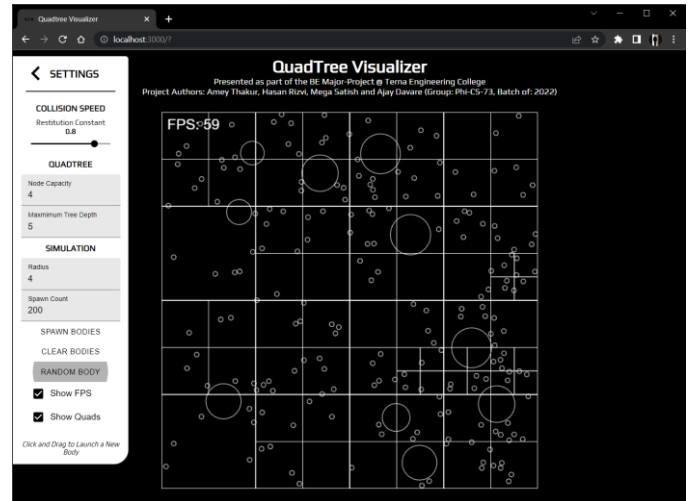 Quadtree Visualizer
localhost:3000/?
SETTINGS
COLLISION SPEED
Restitution Constant
0.8
QUADTREE
Node Capacity
4
Maxmimum Tree Depth
5
SIMULATION
Radius
4
Spawn Count
200
SPAWN BODIES
CLEAR BODIES
RANDOM BODY
Show FPS
Show Quads
Click and Drag to Launch a New
Body
QuadTree Visualizer
Presented as part of the BE Major-Project @ Terna Engineering College
Project Authors: Amey Thakur, Hasan Rizvi, Mega Satish and Ajay Davare (Group: Phi-CS-73, Batch of: 2022)
FPS: 59